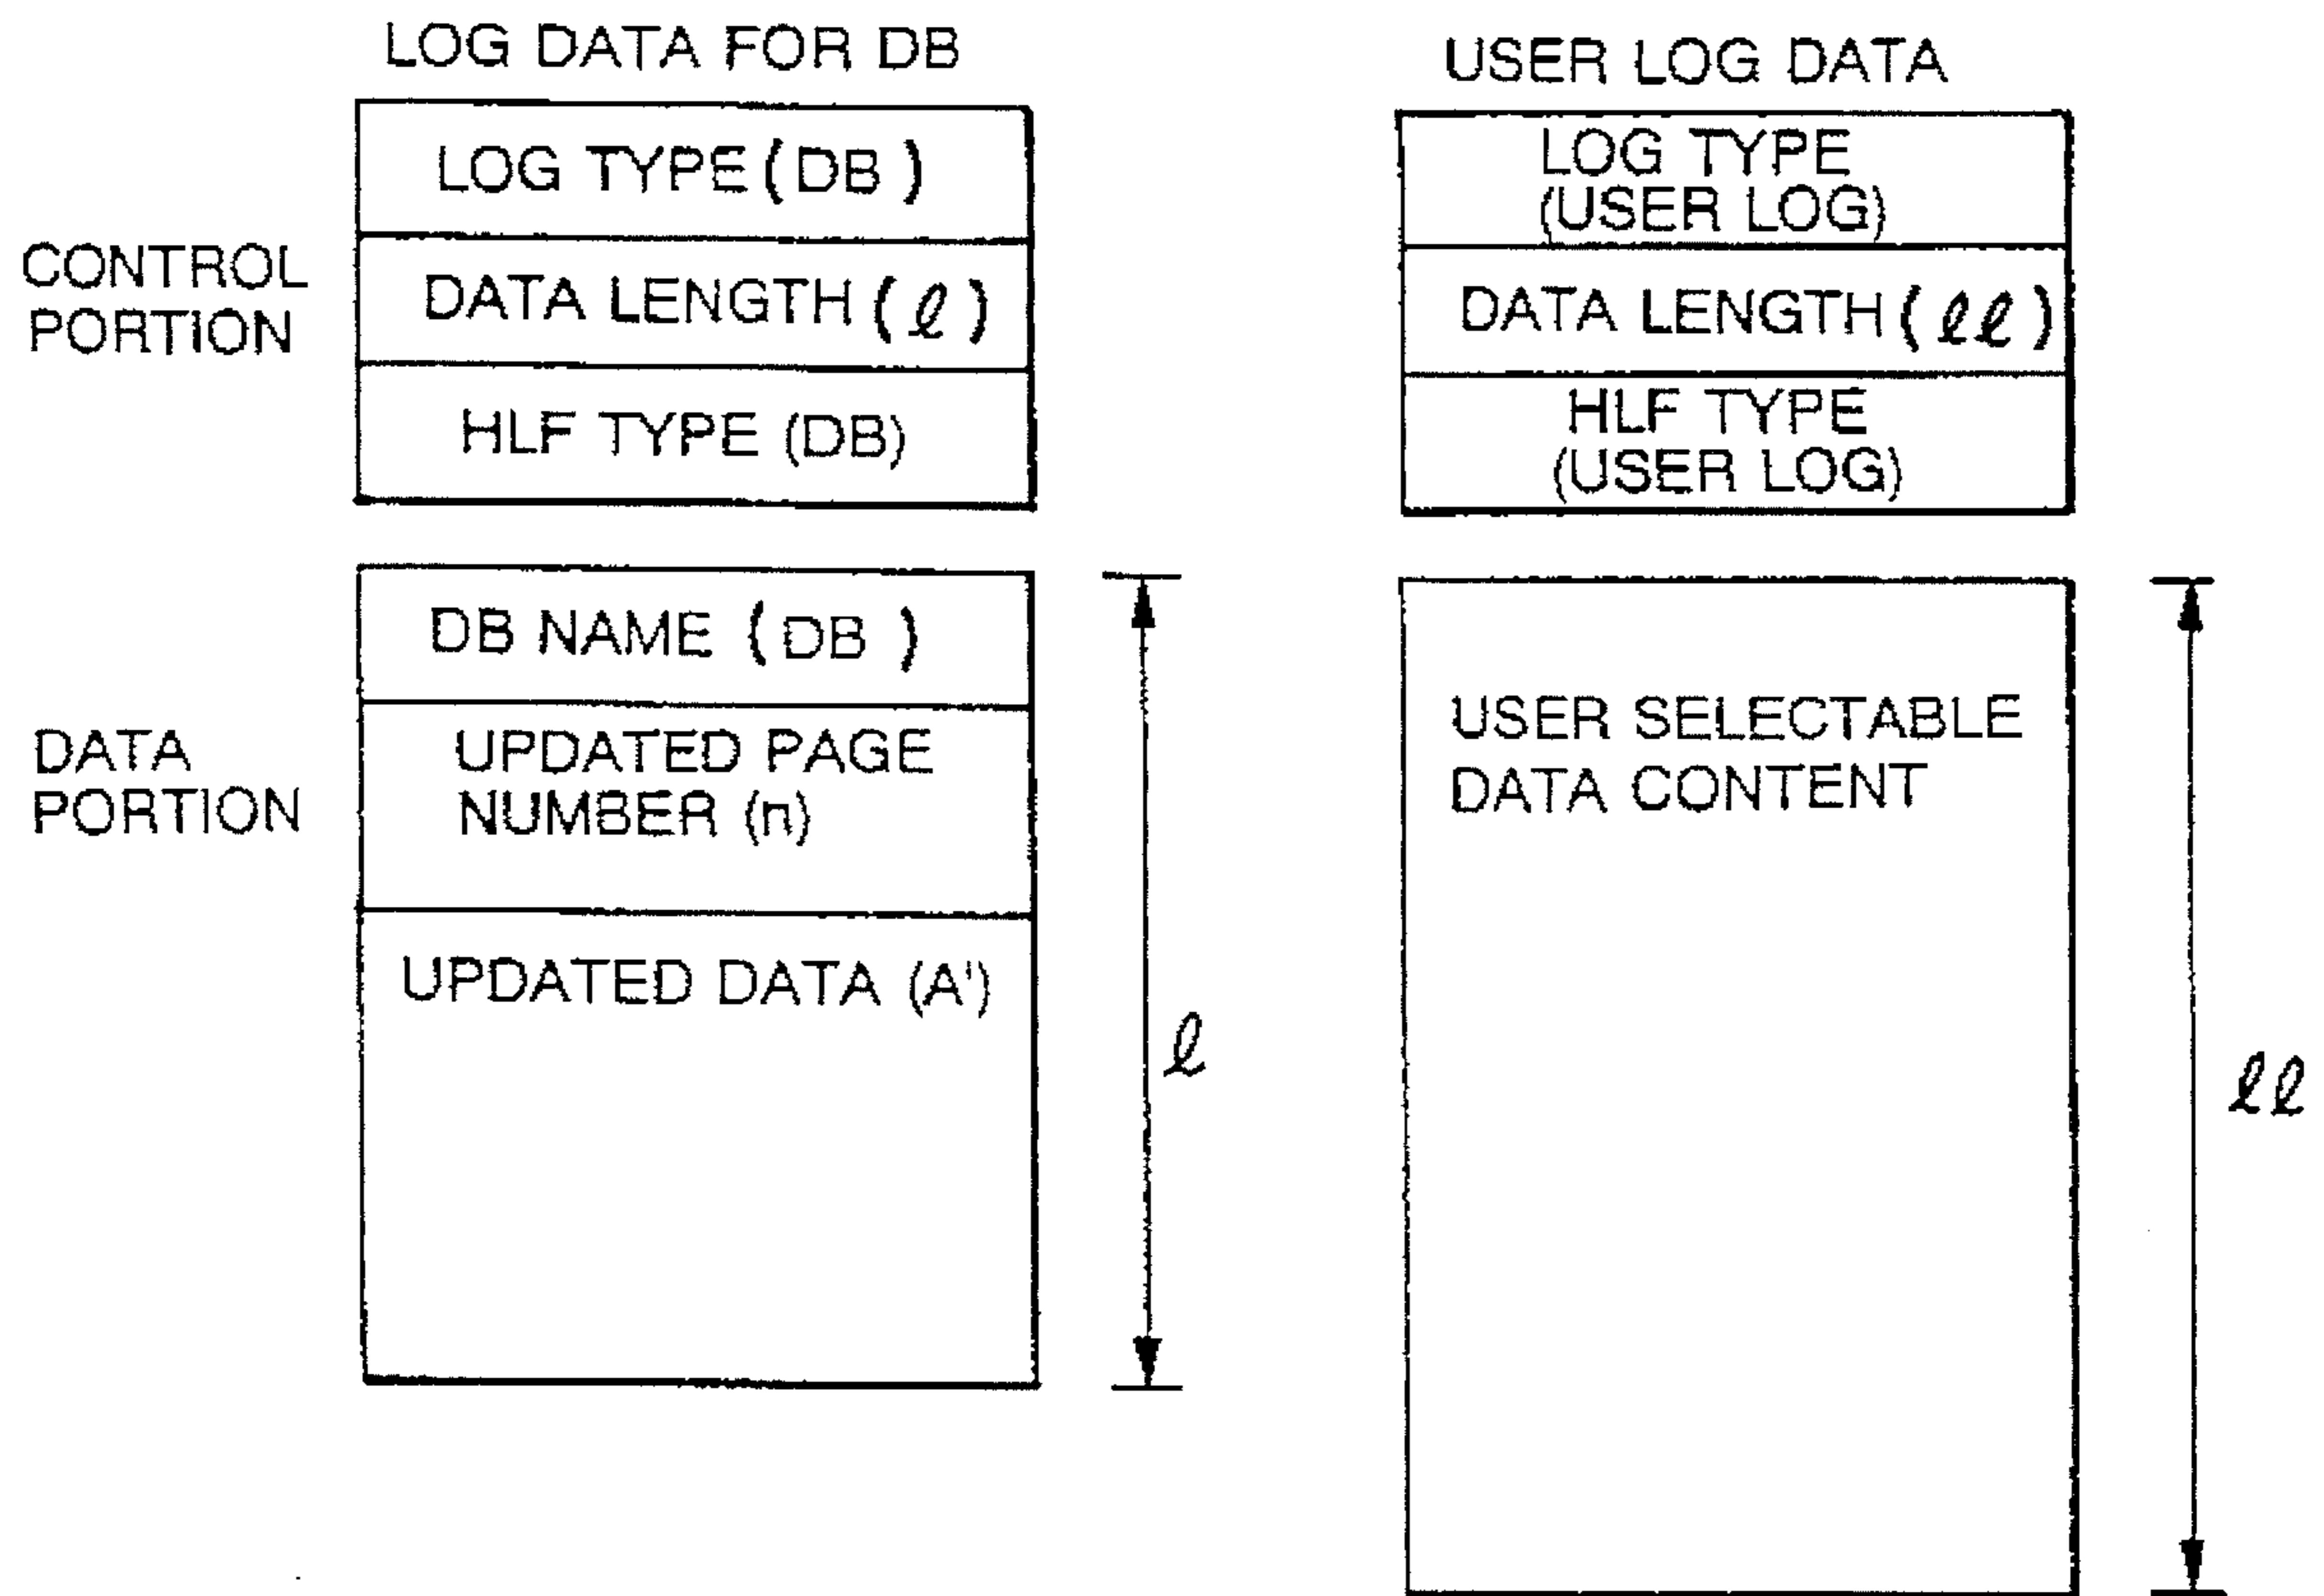 LOG DATA FOR DB
CONTROL
PORTION
LOG TYPE (DB)
DATA LENGTH (ℓ)
HLF TYPE (DB)
DATA
PORTION
DB NAME (DB)
UPDATED PAGE
NUMBER (n)
UPDATED DATA (A')
ℓ
USER LOG DATA
LOG TYPE
(USER LOG)
DATA LENGTH (ℓℓ)
HLF TYPE
(USER LOG)
USER SELECTABLE
DATA CONTENT
ℓℓ